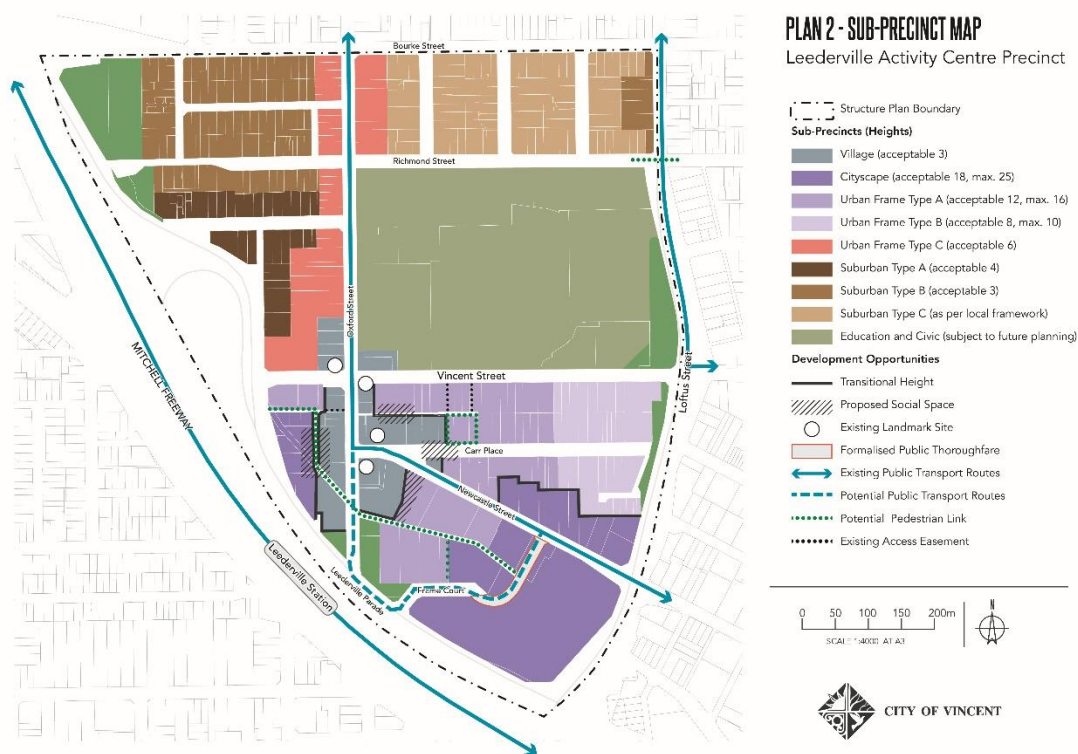 PLAN 2 - SUB-PRECINCT MAP
Leederville Activity Centre Precinct
Structure Plan Boundary
Sub-Precincts (Heights)
Village (acceptable 3)
Cityscape (acceptable 18, max. 25)
Urban Frame Type A (acceptable 12, max. 16)
Urban Frame Type B (acceptable 8, max. 10)
Urban Frame Type C (acceptable 6)
Suburban Type A (acceptable 4)
Suburban Type B (acceptable 3)
Suburban Type C (as per local framework)
Education and Civic (subject to future planning)
Development Opportunities
Transitional Height
Proposed Social Space
Existing Landmark Site
Formalised Public Thoroughfare
Existing Public Transport Routes
Potential Public Transport Routes
Potential Pedestrian Link
Existing Access Easement
0 50 100 150 200m
SCALE 1:4000 AT A3
N
CITY OF VINCENT
Bourke Street
Richmond Street
Oxford Street
MITCHELL FREEWAY
Vincent Street
Loftus Street
Carr Place
Newcastle Street
Leederville Station
Leederville Parade
Frame Court